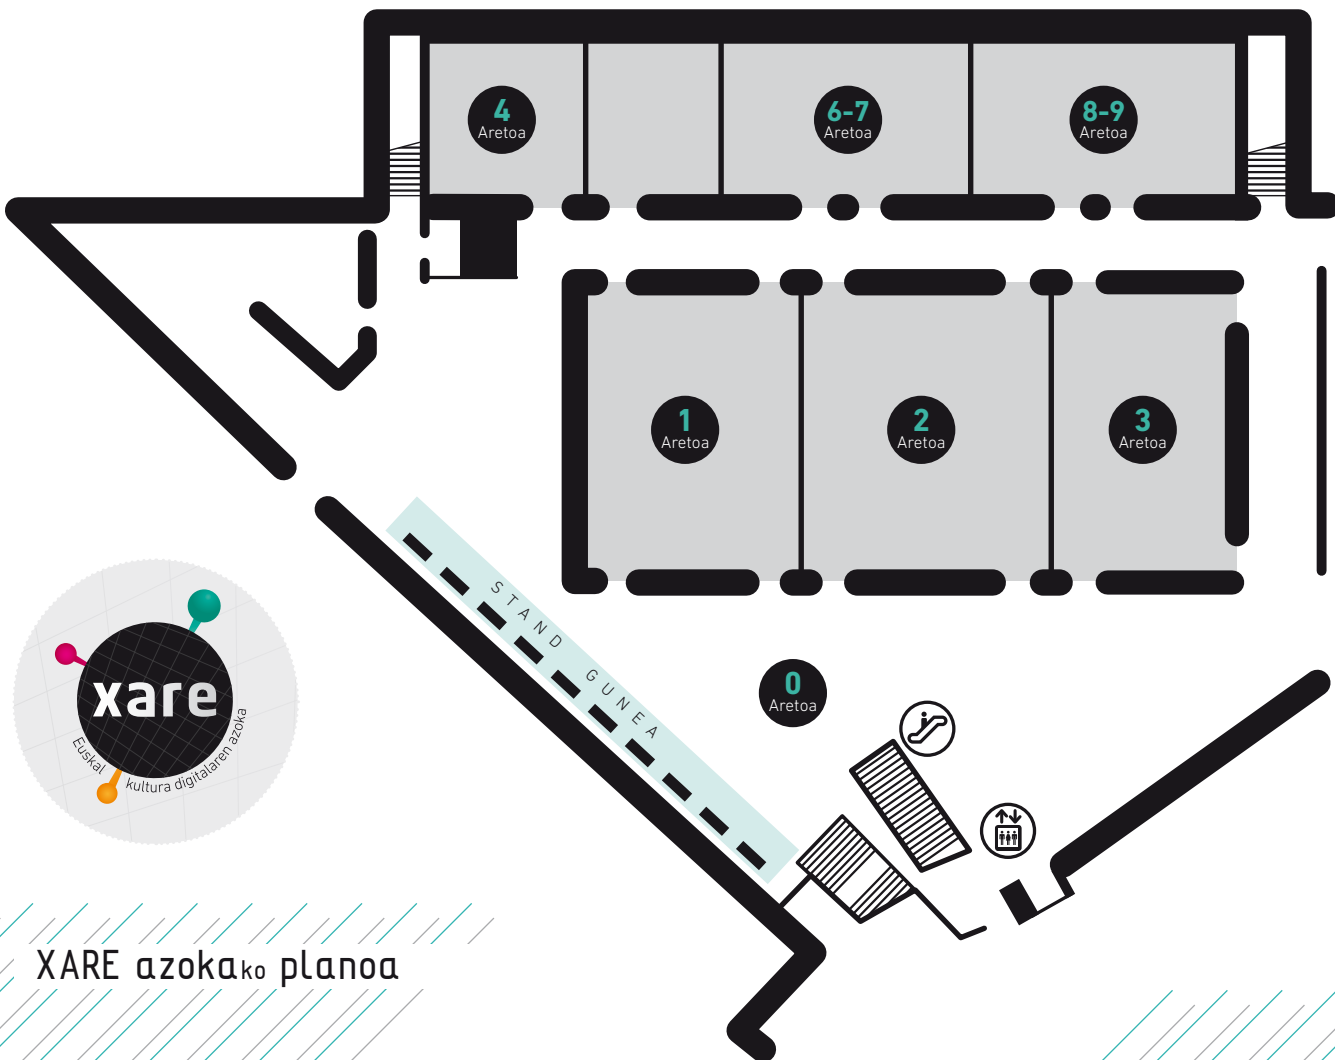 4
Aretoa
6-7
Aretoa
8-9
Aretoa
1
Aretoa
2
Aretoa
3
Aretoa
STAND GUNEA
0
Aretoa
xare
Euskal kultura digitalaren azoka
XARE azokako planoa